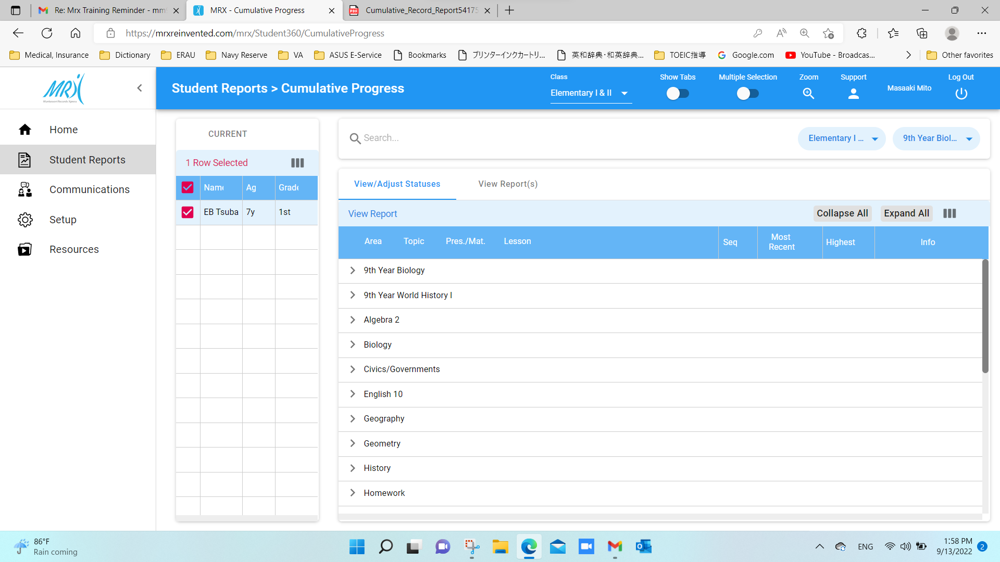 Re: Mrx Training Reminder - mm
MRX - Cumulative Progress
Cumulative_Record_Report54175
https://mrxreinvented.com/mrx/Student360/CumulativeProgress
Medical, Insurance
Dictionary
ERAU
Navy Reserve
VA
ASUS E-Service
Bookmarks
プリンターインクカートリ...
英和辞典・和英辞典...
TOEIC指導
Google.com
YouTube - Broadcas...
Other favorites
MRX
Montessori Records Xpress
Student Reports > Cumulative Progress
Class
Elementary I & II
Show Tabs
Multiple Selection
Zoom
Support
Masaaki Mito
Log Out
Home
Student Reports
Communications
Setup
Resources
CURRENT
1 Row Selected
Nam
Ag
Grade
EB Tsuba
7y
1st
Search...
Elementary I ...
9th Year Biol...
View/Adjust Statuses
View Report(s)
View Report
Collapse All
Expand All
Area
Topic
Pres./Mat.
Lesson
Seq
Most
Recent
Highest
Info
9th Year Biology
9th Year World History I
Algebra 2
Biology
Civics/Governments
English 10
Geography
Geometry
History
Homework
86°F
Rain coming
ENG
1:58 PM
9/13/2022
2